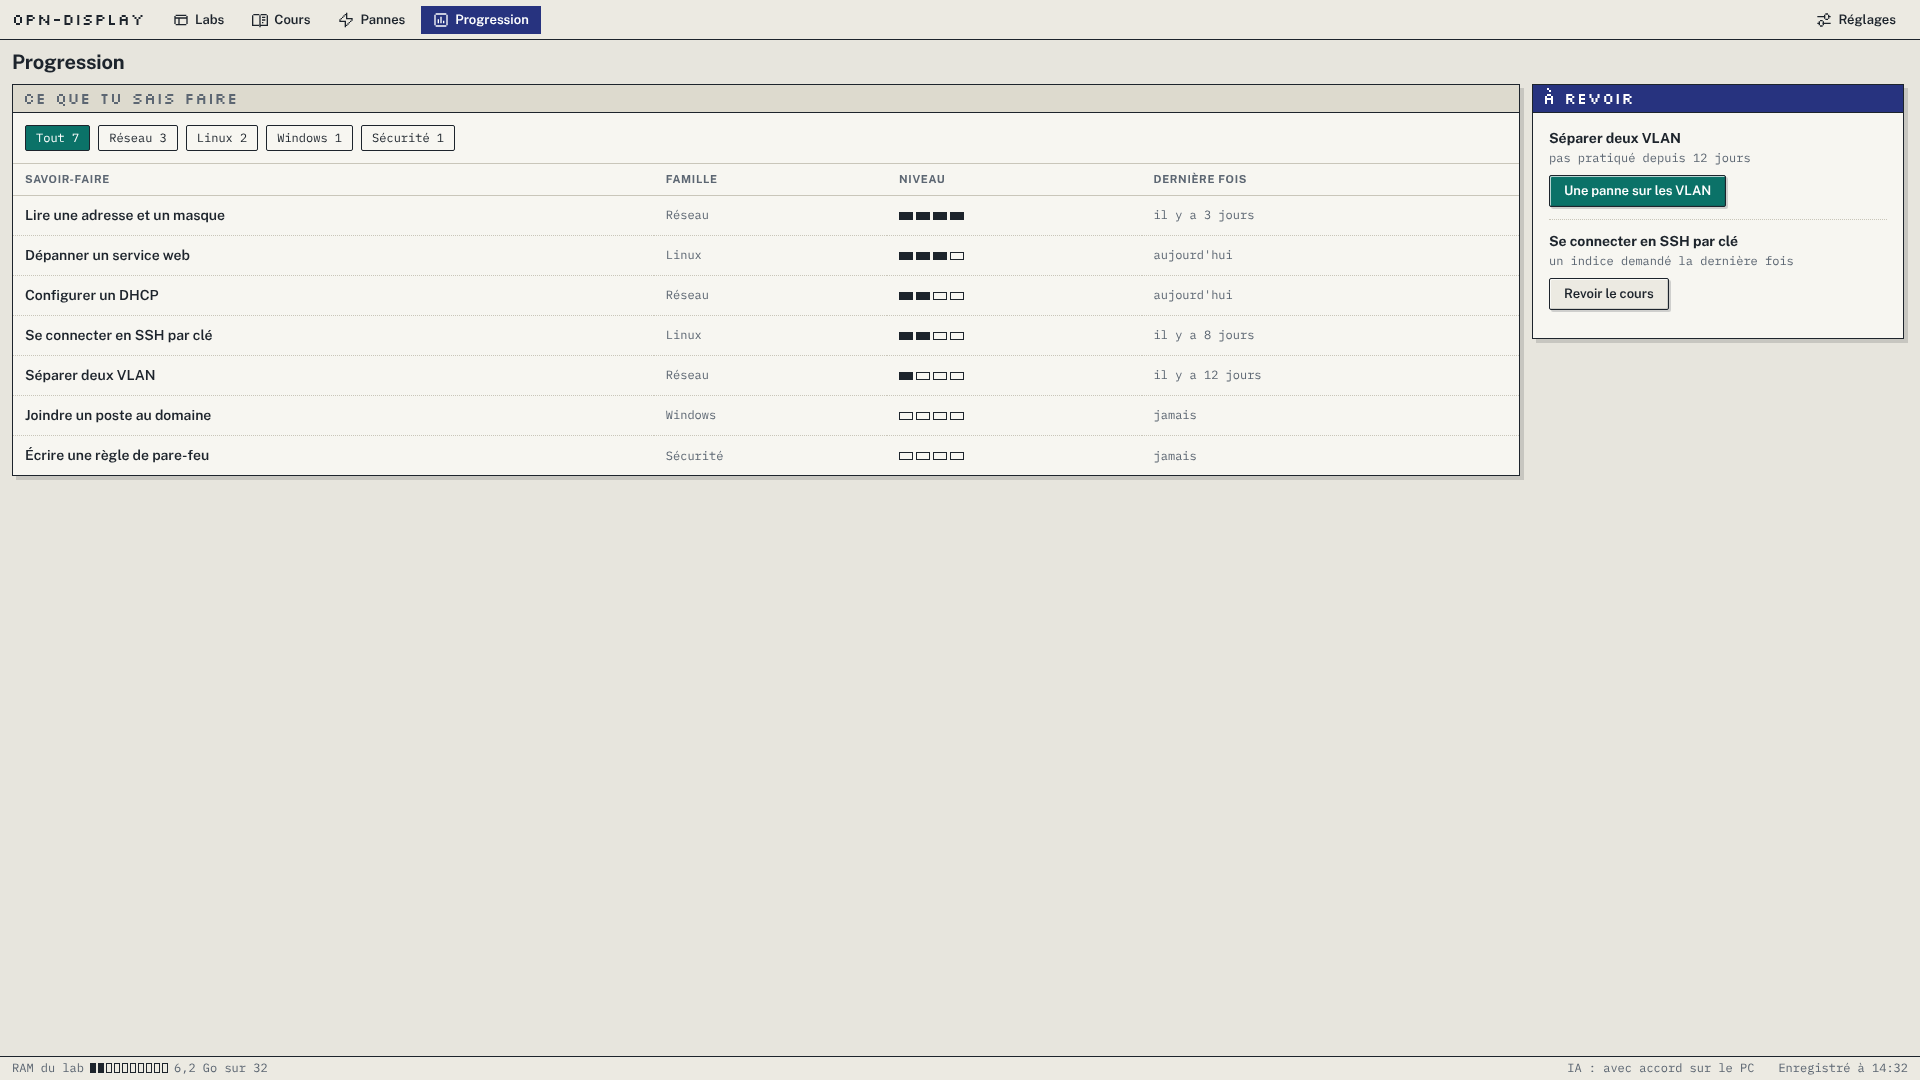 OPN-DISPLAY Labs Cours Pannes Progression Réglages
Progression
CE QUE TU SAIS FAIRE
Tout 7 Réseau 3 Linux 2 Windows 1 Sécurité 1
SAVOIR-FAIRE FAMILLE NIVEAU DERNIÈRE FOIS
Lire une adresse et un masque Réseau il y a 3 jours
Dépanner un service web Linux aujourd'hui
Configurer un DHCP Réseau aujourd'hui
Se connecter en SSH par clé Linux il y a 8 jours
Séparer deux VLAN Réseau il y a 12 jours
Joindre un poste au domaine Windows jamais
Écrire une règle de pare-feu Sécurité jamais
À REVOIR
Séparer deux VLAN
pas pratiqué depuis 12 jours
Une panne sur les VLAN
Se connecter en SSH par clé
un indice demandé la dernière fois
Revoir le cours
RAM du lab 6,2 Go sur 32 IA : avec accord sur le PC Enregistré à 14:32